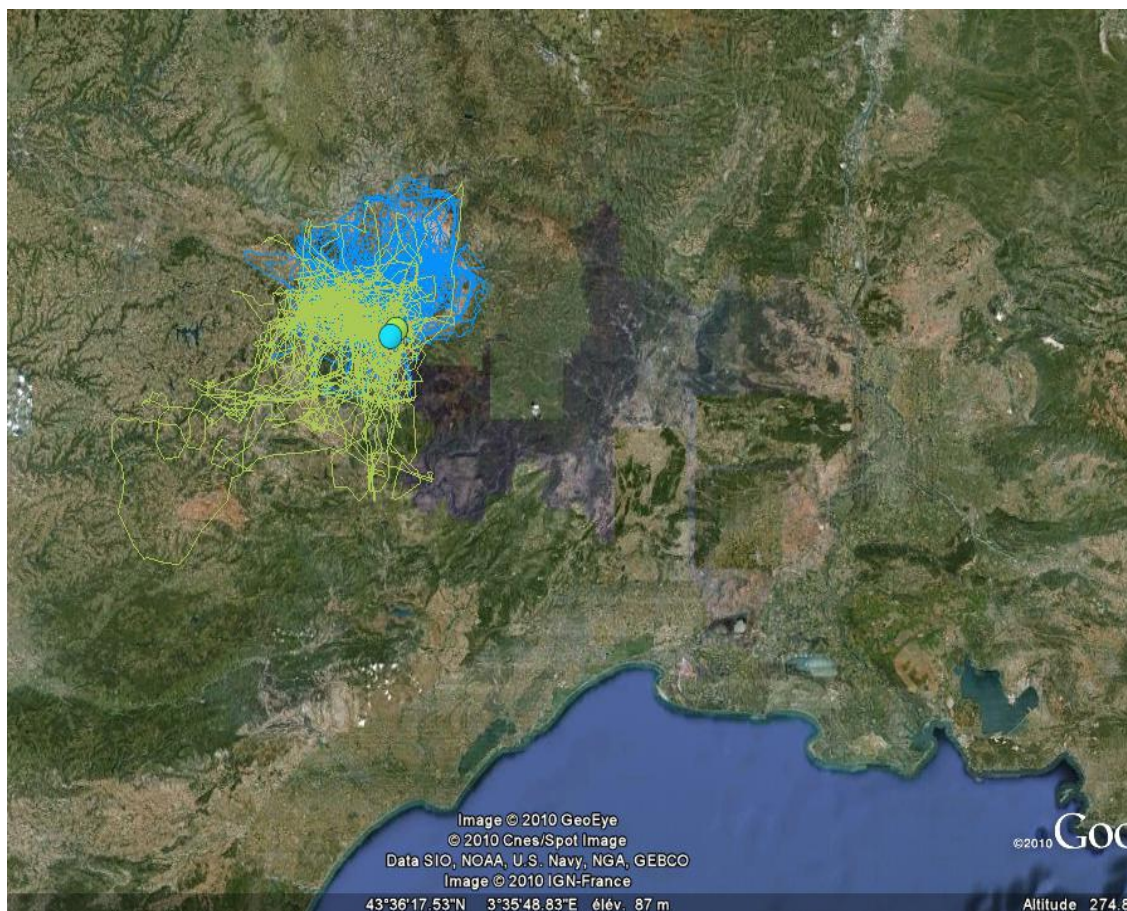 Image © 2010 GeoEye
© 2010 Cnes/Spot Image
Data SIO, NOAA, U.S. Navy, NGA, GEBCO
Image © 2010 IGN-France
©2010 Goo
43°36'17.53"N 3°35'48.83"E élév. 87 m Altitude 274.8